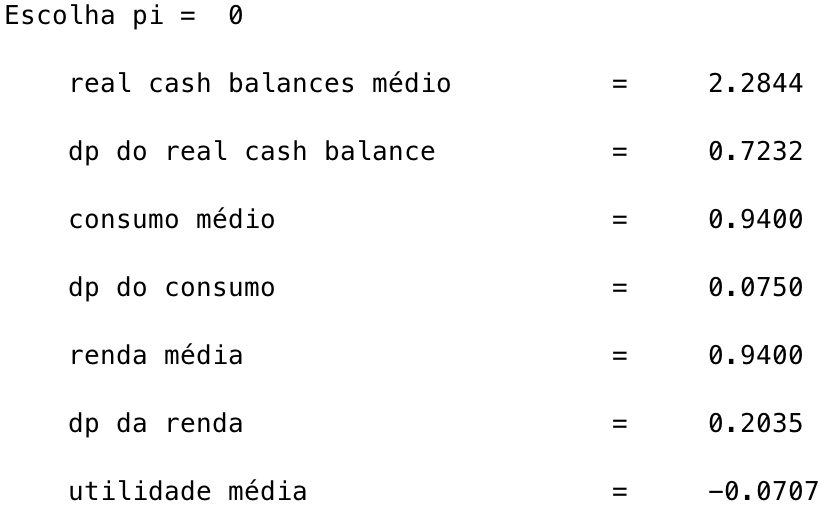 Escolha pi =  0
real cash balances médio = 2.2844
dp do real cash balance = 0.7232
consumo médio = 0.9400
dp do consumo = 0.0750
renda média = 0.9400
dp da renda = 0.2035
utilidade média = −0.0707